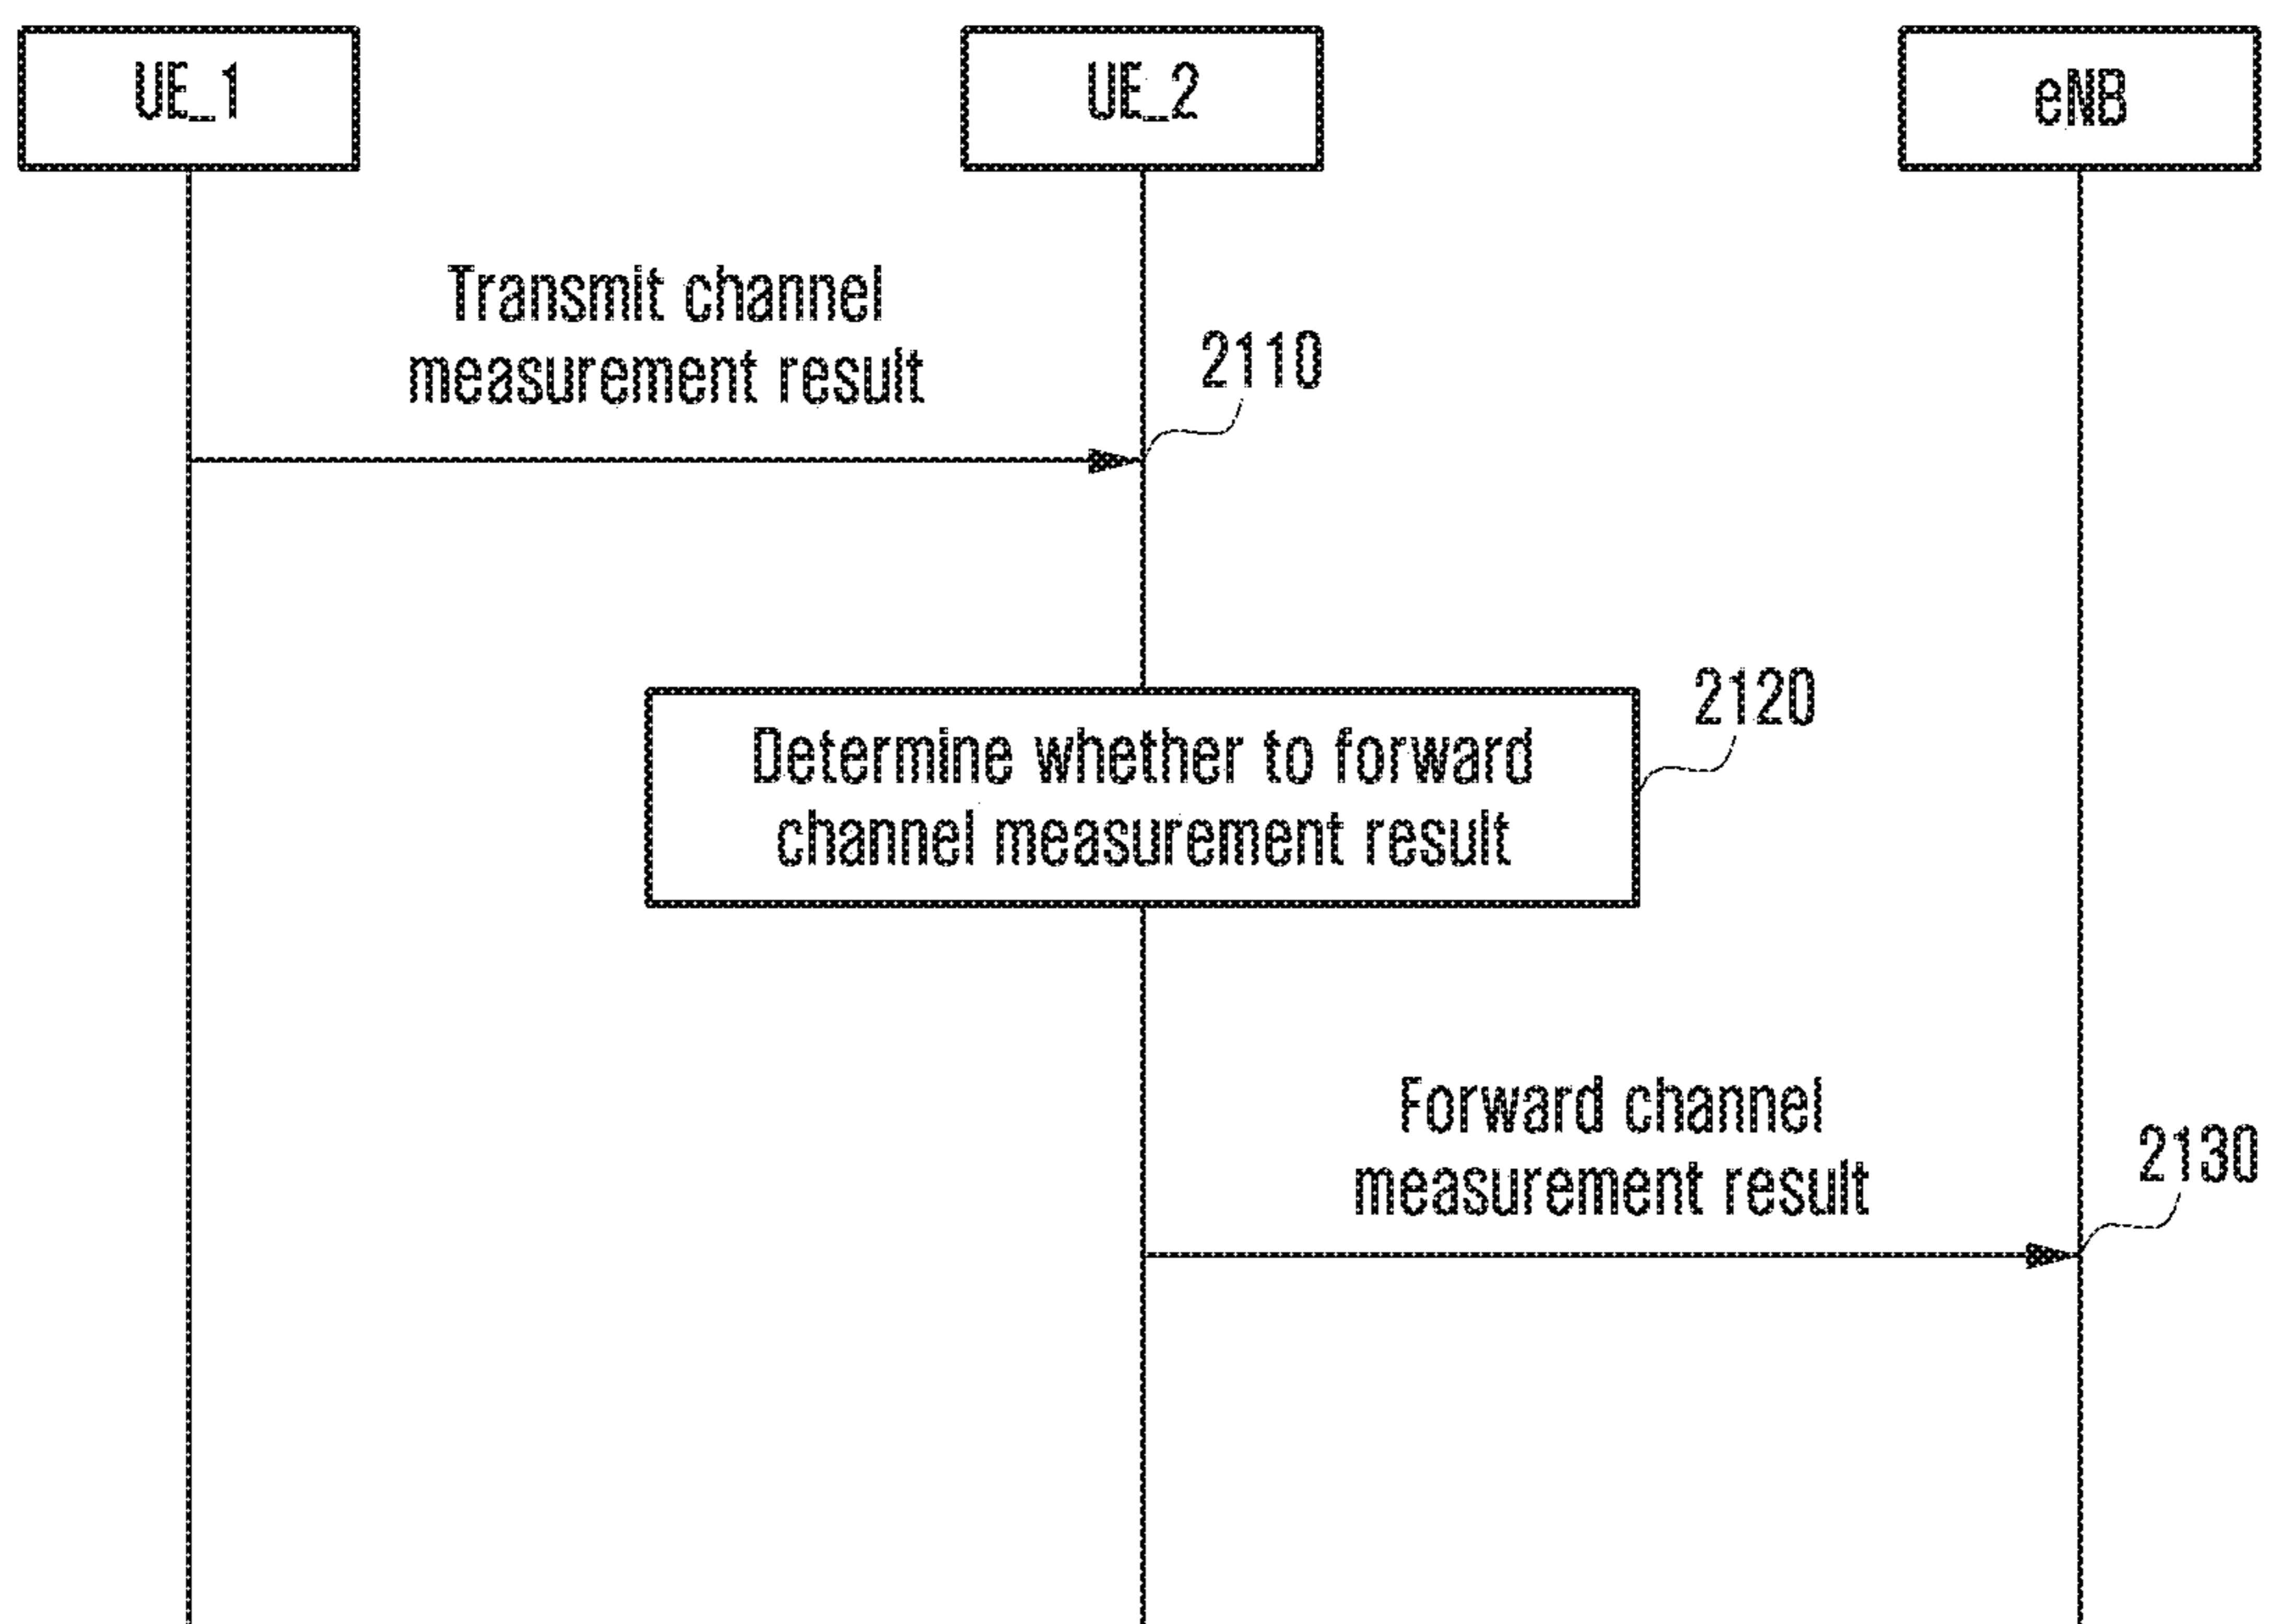 UE_1
UE_2
eNB
Transmit channel
measurement result
2110
Determine whether to forward
channel measurement result
2120
Forward channel
measurement result
2130